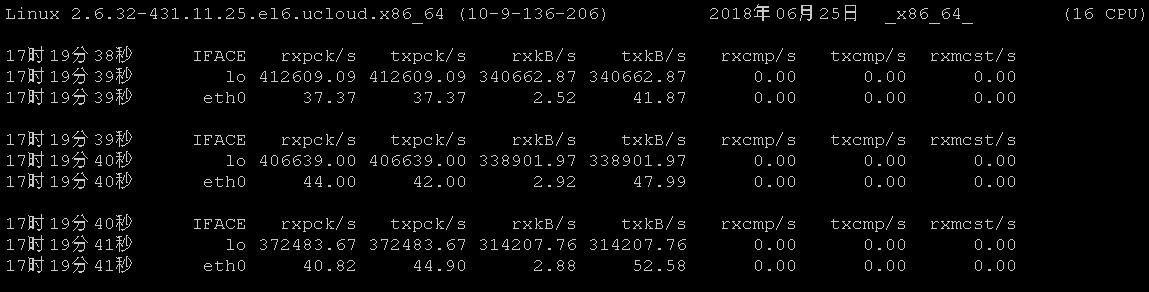 Linux 2.6.32-431.11.25.el6.ucloud.x86_64 (10-9-136-206) 2018年06月25日 _x86_64_ (16 CPU)
17时19分38秒 IFACE rxpck/s txpck/s rxkB/s txkB/s rxcmp/s txcmp/s rxmcst/s
17时19分39秒 lo 412609.09 412609.09 340662.87 340662.87 0.00 0.00 0.00
17时19分39秒 eth0 37.37 37.37 2.52 41.87 0.00 0.00 0.00
17时19分39秒 IFACE rxpck/s txpck/s rxkB/s txkB/s rxcmp/s txcmp/s rxmcst/s
17时19分40秒 lo 406639.00 406639.00 338901.97 338901.97 0.00 0.00 0.00
17时19分40秒 eth0 44.00 42.00 2.92 47.99 0.00 0.00 0.00
17时19分40秒 IFACE rxpck/s txpck/s rxkB/s txkB/s rxcmp/s txcmp/s rxmcst/s
17时19分41秒 lo 372483.67 372483.67 314207.76 314207.76 0.00 0.00 0.00
17时19分41秒 eth0 40.82 44.90 2.88 52.58 0.00 0.00 0.00